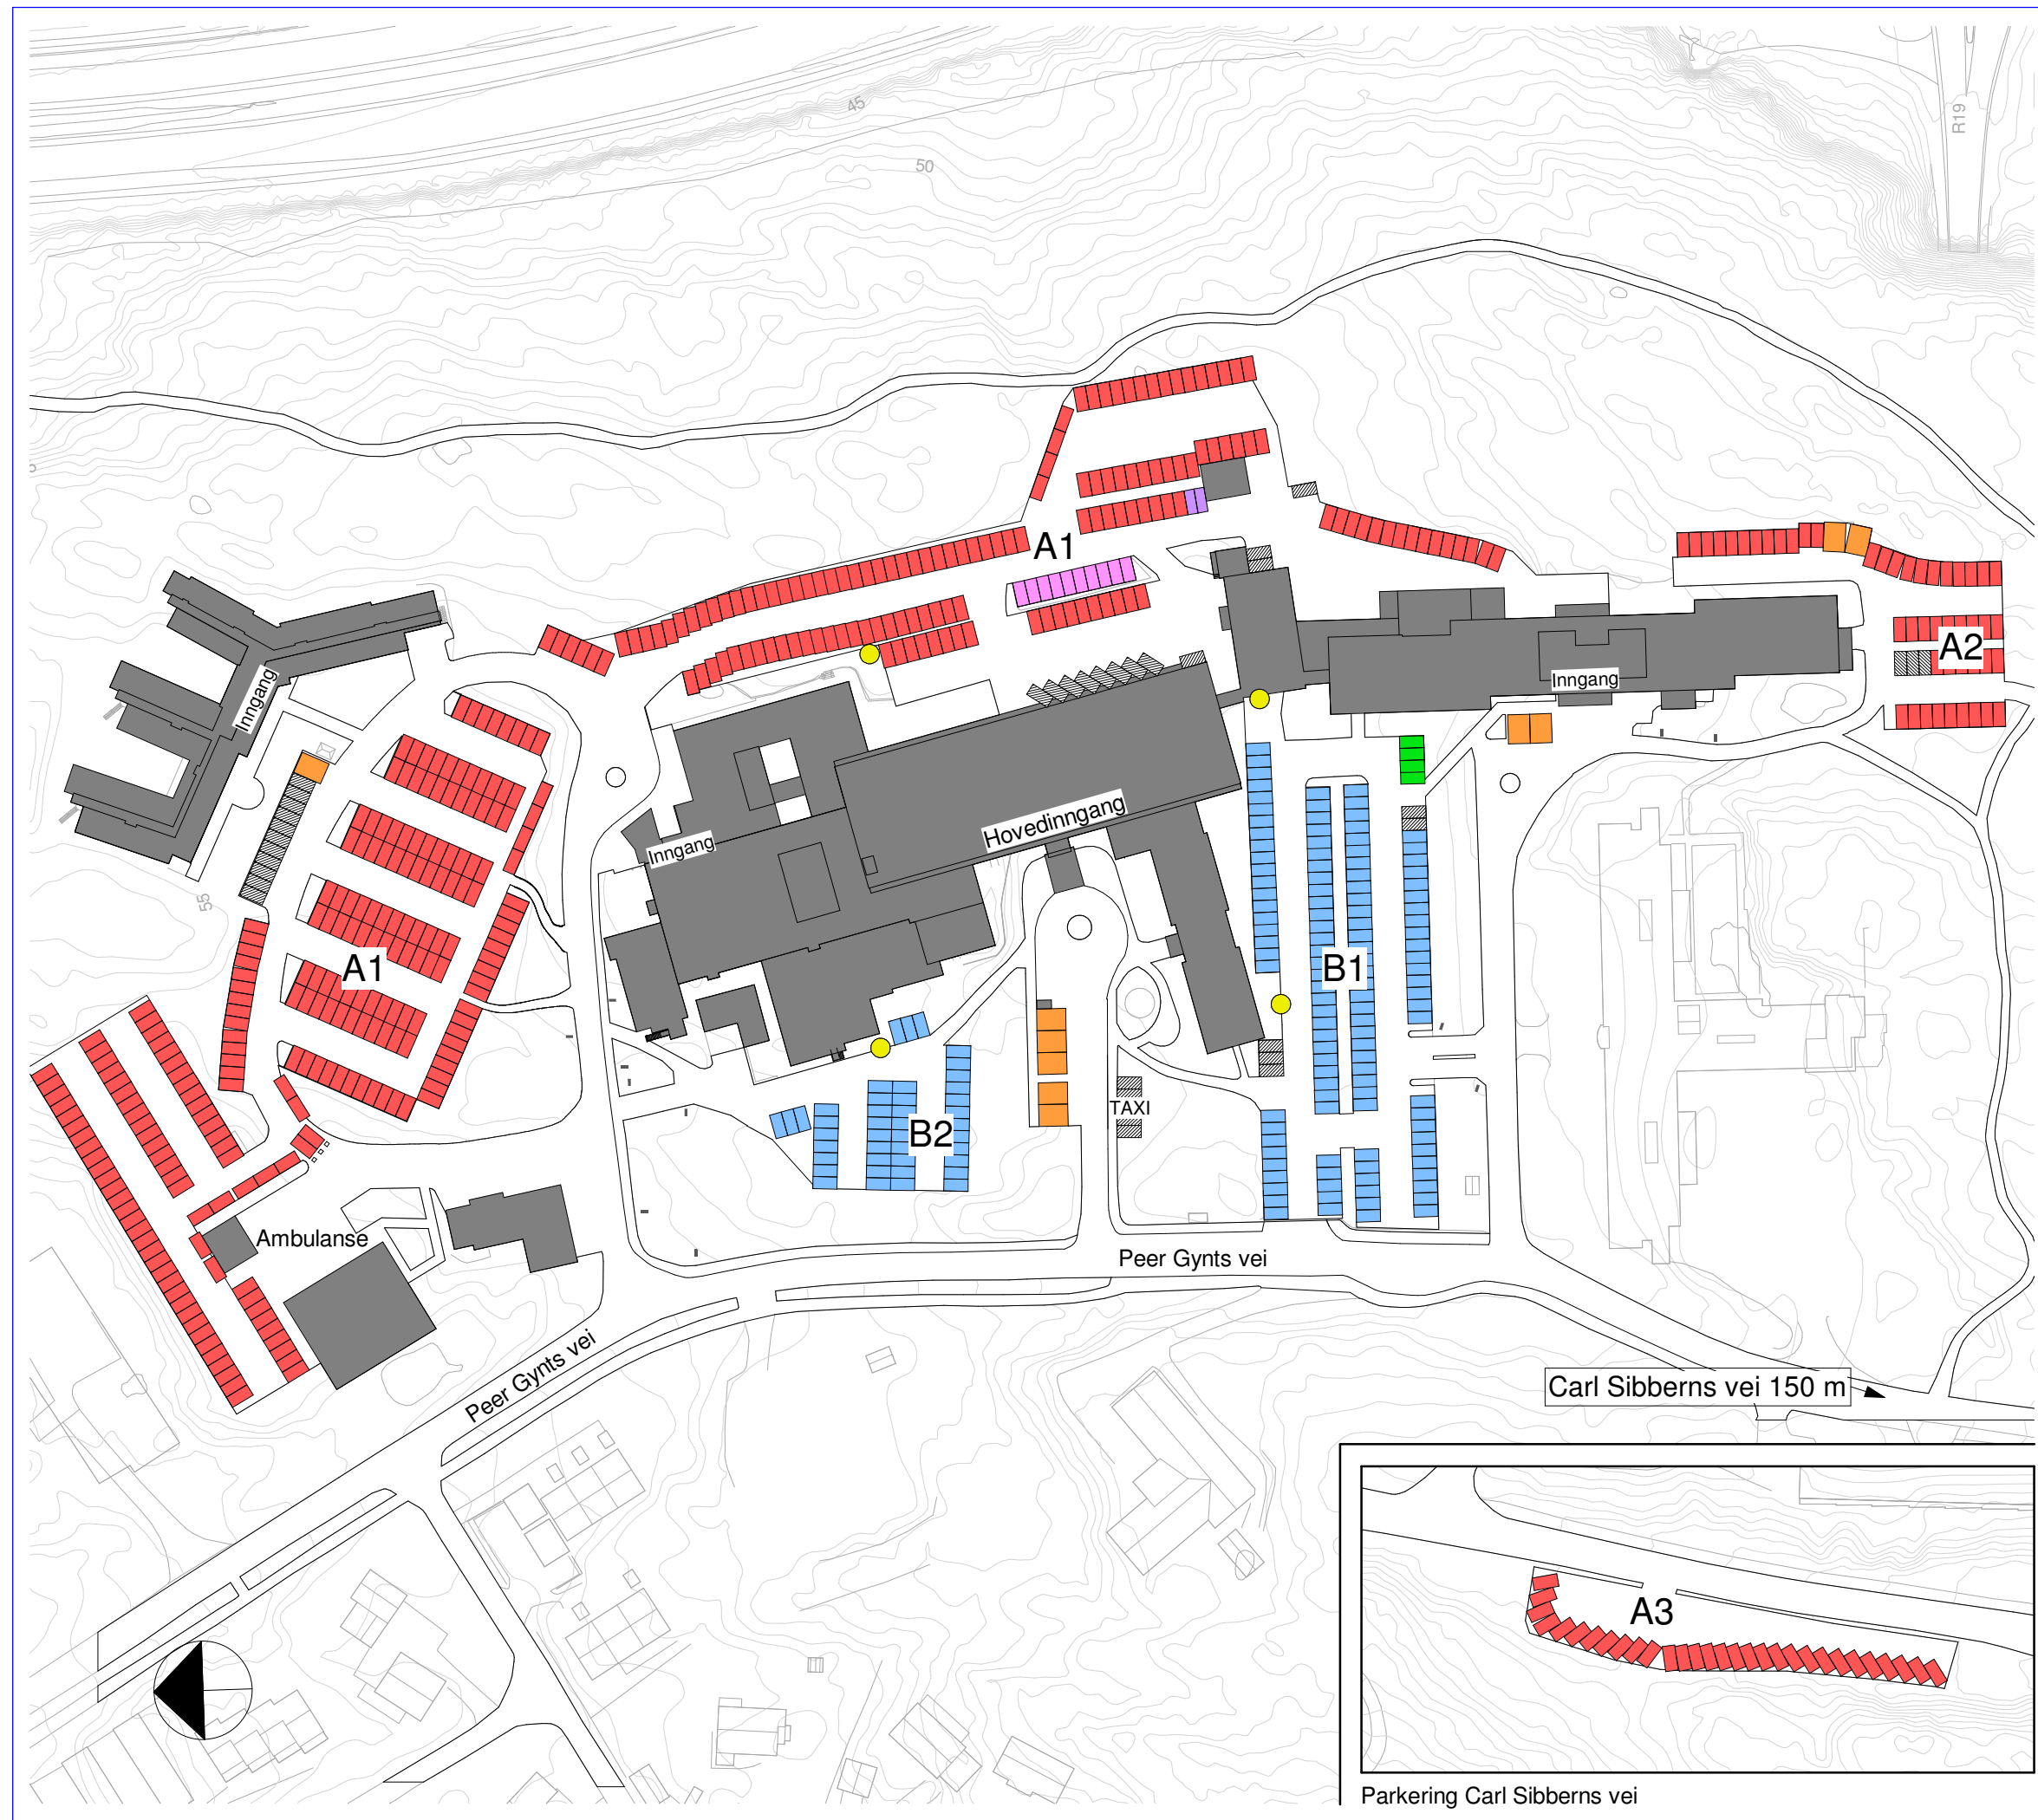 45
R19
50
A1
A2
Inngang
Inngang
Hovedinngang
Inngang
55
A1
B1
TAXI
B2
Ambulanse
Peer Gynts vei
Peer Gynts vei
Carl Sibberns vei 150 m
A3
Parkering Carl Sibberns vei